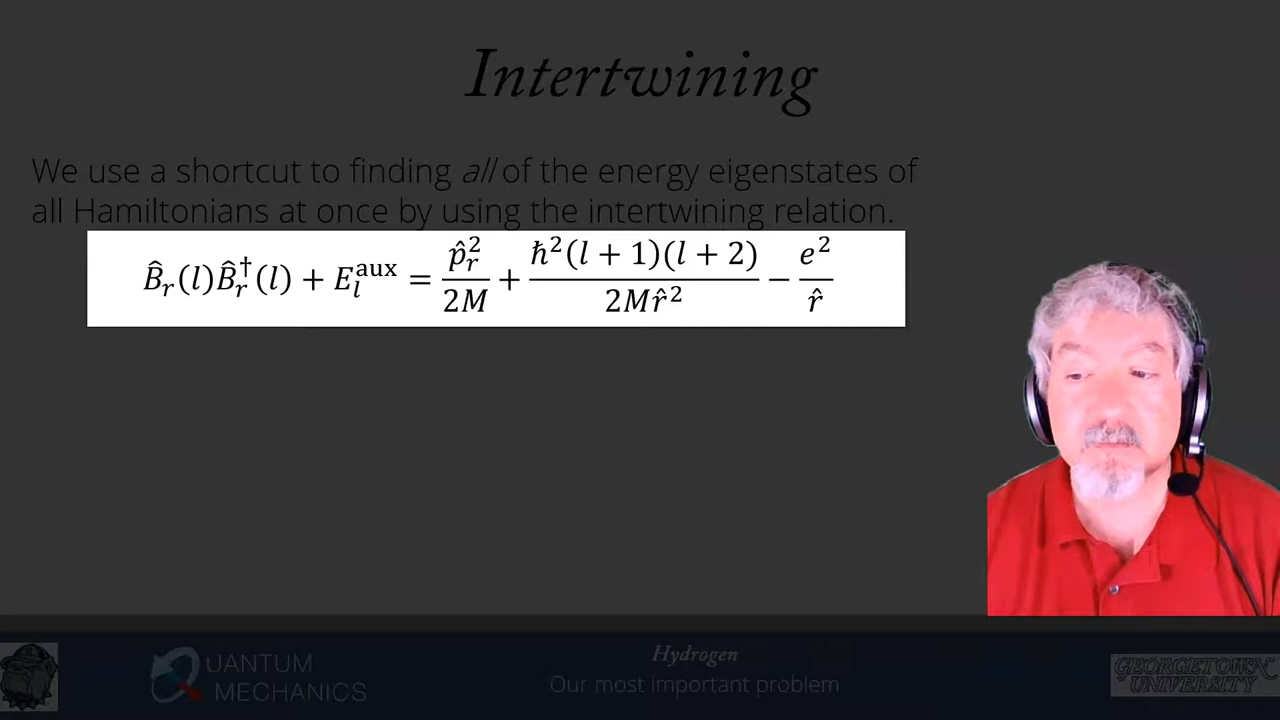 Intertwining
We use a shortcut to finding all of the energy eigenstates of
all Hamiltonians at once by using the intertwining relation.
B̂ᵣ(l)B̂ᵣ†(l) + Eₗᵃᵘˣ = p̂ᵣ²/2M + ħ²(l + 1)(l + 2)/2Mr̂² − e²/r̂
Hydrogen
UANTUM
MECHANICS
Our most important problem
GEORGETOWN
UNIVERSITY